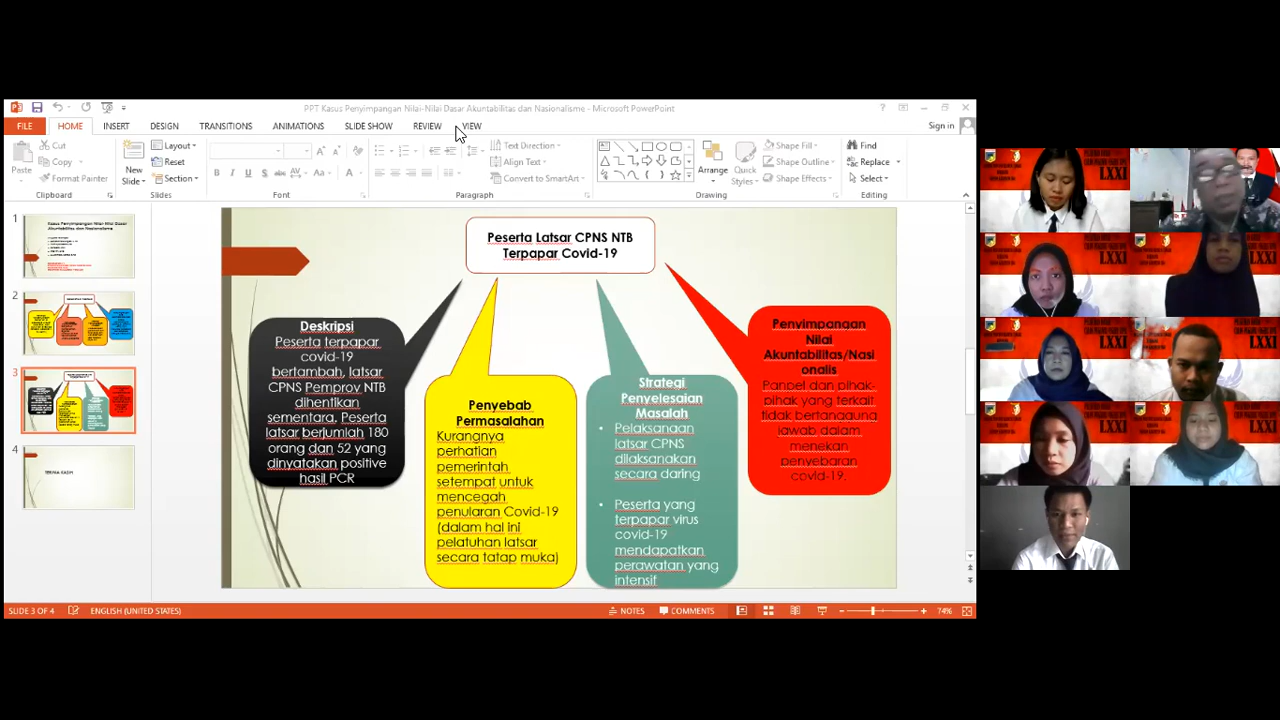 PPT Kasus Penyimpangan Nilai-Nilai Dasar Akuntabilitas dan Nasionalisme - Microsoft PowerPoint
FILE
HOME
INSERT
DESIGN
TRANSITIONS
ANIMATIONS
SLIDE SHOW
REVIEW
VIEW
Sign in
Paste
Cut
Copy
Format Painter
Clipboard
New
Slide
Layout
Reset
Section
Slides
Font
Text Direction
Align Text
Convert to SmartArt
Paragraph
Arrange
Quick
Styles
Shape Fill
Shape Outline
Shape Effects
Drawing
Find
Replace
Select
Editing
1
2
3
4
TERIMA KASIH
Peserta Latsar CPNS NTB
Terpapar Covid-19
Deskripsi
Peserta terpapar
covid-19
bertambah, latsar
CPNS Pemprov NTB
dihentikan
sementara. Peserta
latsar berjumlah 180
orang dan 52 yang
dinyatakan positive
hasil PCR
Penyebab
Permasalahan
Kurangnya
perhatian
pemerintah
setempat untuk
mencegah
penularan Covid-19
(dalam hal ini
pelatuhan latsar
secara tatap muka)
Strategi
Penyelesaian
Masalah
• Pelaksanaan
latsar CPNS
dilaksanakan
secara daring
• Peserta yang
terpapar virus
covid-19
mendapatkan
perawatan yang
intensif
Penyimpangan
Nilai
Akuntabilitas/Nasi
onalis
Panpel dan pihak-
pihak yang terkait
tidak bertanggung
jawab dalam
menekan
penyebaran
covid-19.
SLIDE 3 OF 4
ENGLISH (UNITED STATES)
NOTES
COMMENTS
74%
LXXI
LXXI
LXXI